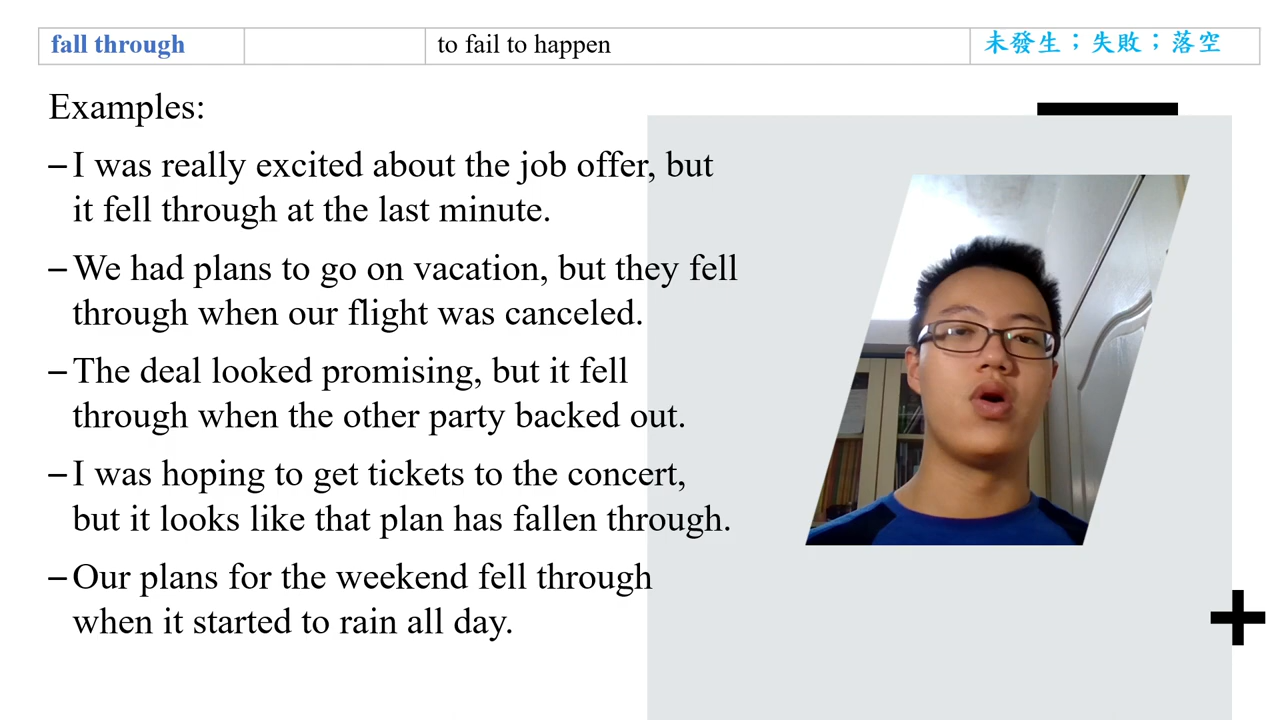 fall through to fail to happen 未發生；失敗；落空
Examples:
–I was really excited about the job offer, but
it fell through at the last minute.
–We had plans to go on vacation, but they fell
through when our flight was canceled.
–The deal looked promising, but it fell
through when the other party backed out.
–I was hoping to get tickets to the concert,
but it looks like that plan has fallen through.
–Our plans for the weekend fell through
when it started to rain all day.